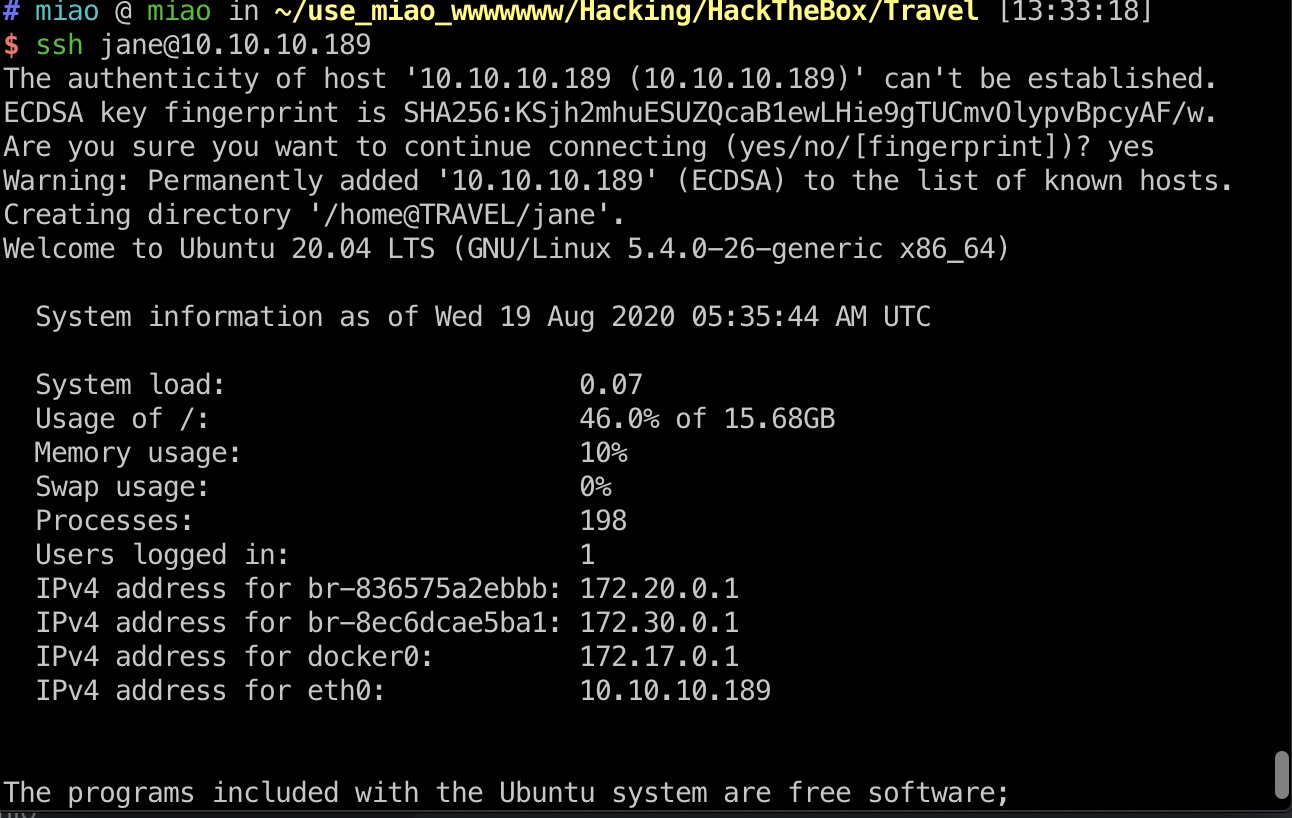 # miao @ miao in ~/use_miao_wwwwwww/Hacking/HackTheBox/Travel [13:33:18]
$ ssh jane@10.10.10.189
The authenticity of host '10.10.10.189 (10.10.10.189)' can't be established.
ECDSA key fingerprint is SHA256:KSjh2mhuESUZQcaB1ewLHie9gTUCmvOlypvBpcyAF/w.
Are you sure you want to continue connecting (yes/no/[fingerprint])? yes
Warning: Permanently added '10.10.10.189' (ECDSA) to the list of known hosts.
Creating directory '/home@TRAVEL/jane'.
Welcome to Ubuntu 20.04 LTS (GNU/Linux 5.4.0-26-generic x86_64)
System information as of Wed 19 Aug 2020 05:35:44 AM UTC
System load: 0.07
Usage of /: 46.0% of 15.68GB
Memory usage: 10%
Swap usage: 0%
Processes: 198
Users logged in: 1
IPv4 address for br-836575a2ebbb: 172.20.0.1
IPv4 address for br-8ec6dcae5ba1: 172.30.0.1
IPv4 address for docker0: 172.17.0.1
IPv4 address for eth0: 10.10.10.189
The programs included with the Ubuntu system are free software;